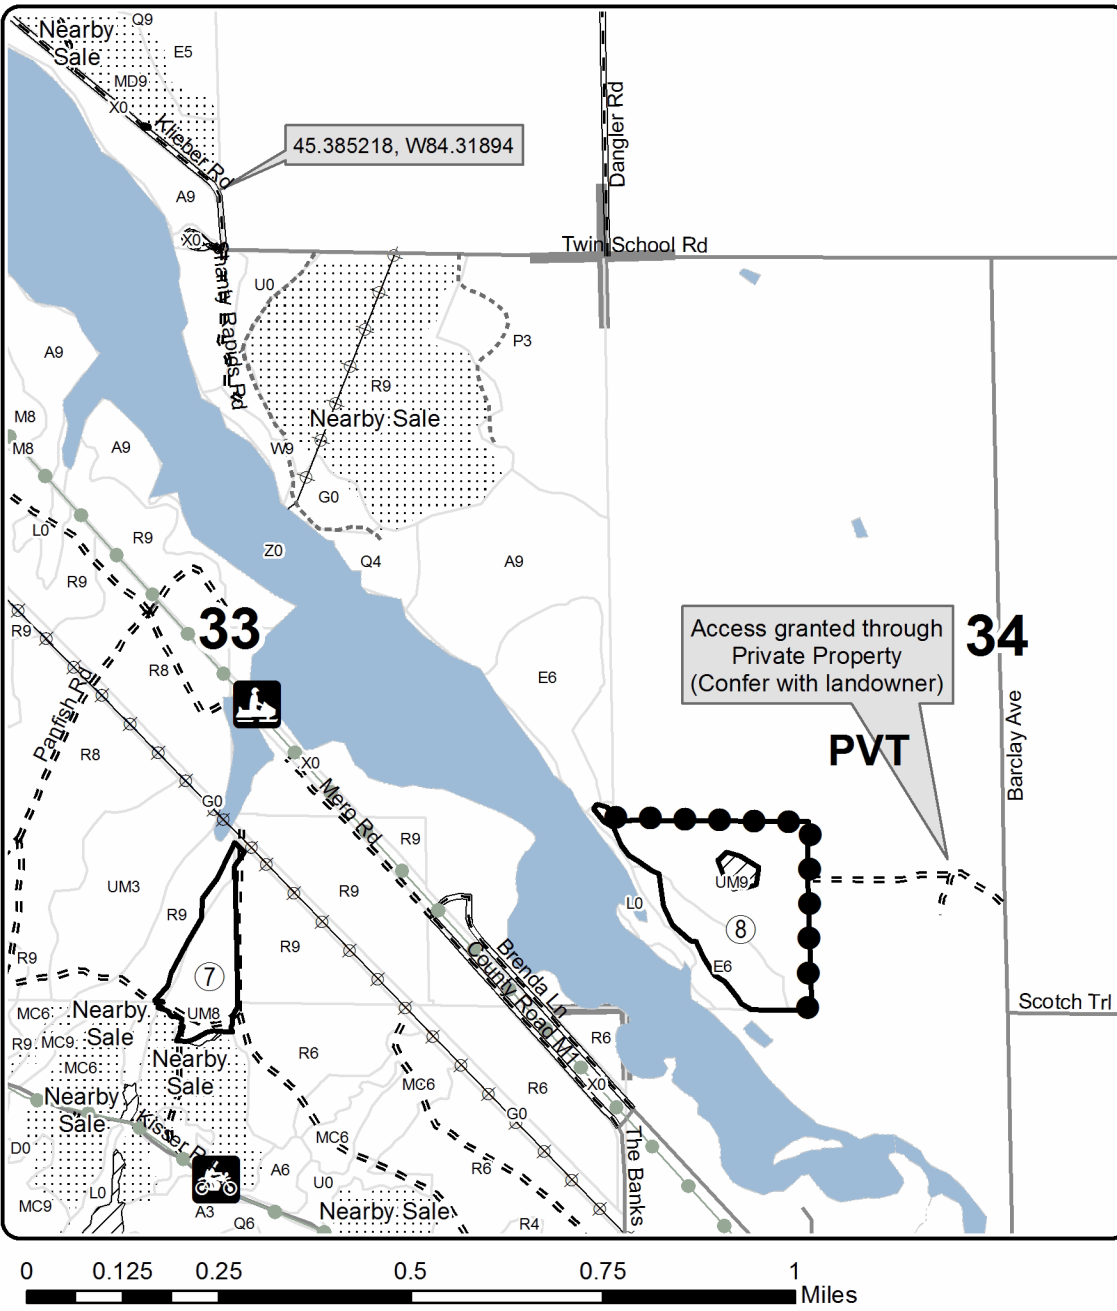 Q9
Nearby
Sale
E5
MD9
X0
Klieber Rd
45.385218, W84.31894
Dangler Rd
A9
X0
Twin School Rd
Shanty Rapids Rd
U0
P3
A9
R9
Nearby Sale
M8
M8
A9
W9
G0
L0
R9
Z0
Q4
A9
R9
R9
33
Access granted through
Private Property
(Confer with landowner)
34
R8
E6
Panfish Rd
Barclay Ave
PVT
R8
X0
G0
Mero Rd
R9
UM3
R9
R9
UM9
L0
8
R9
R9
County Road M1
Brenda Ln
E6
7
MC6
Nearby
Sale
UM8
Scotch Trl
R9
MC9
Nearby
Sale
R6
R6
MC6
Nearby
Sale
MC6
R6
X0
G0
Kisser R
MC6
The Banks
D0
A6
R6
L0
U0
MC9
A3
Q6
Nearby Sale
R4
0
0.125
0.25
0.5
0.75
1
Miles